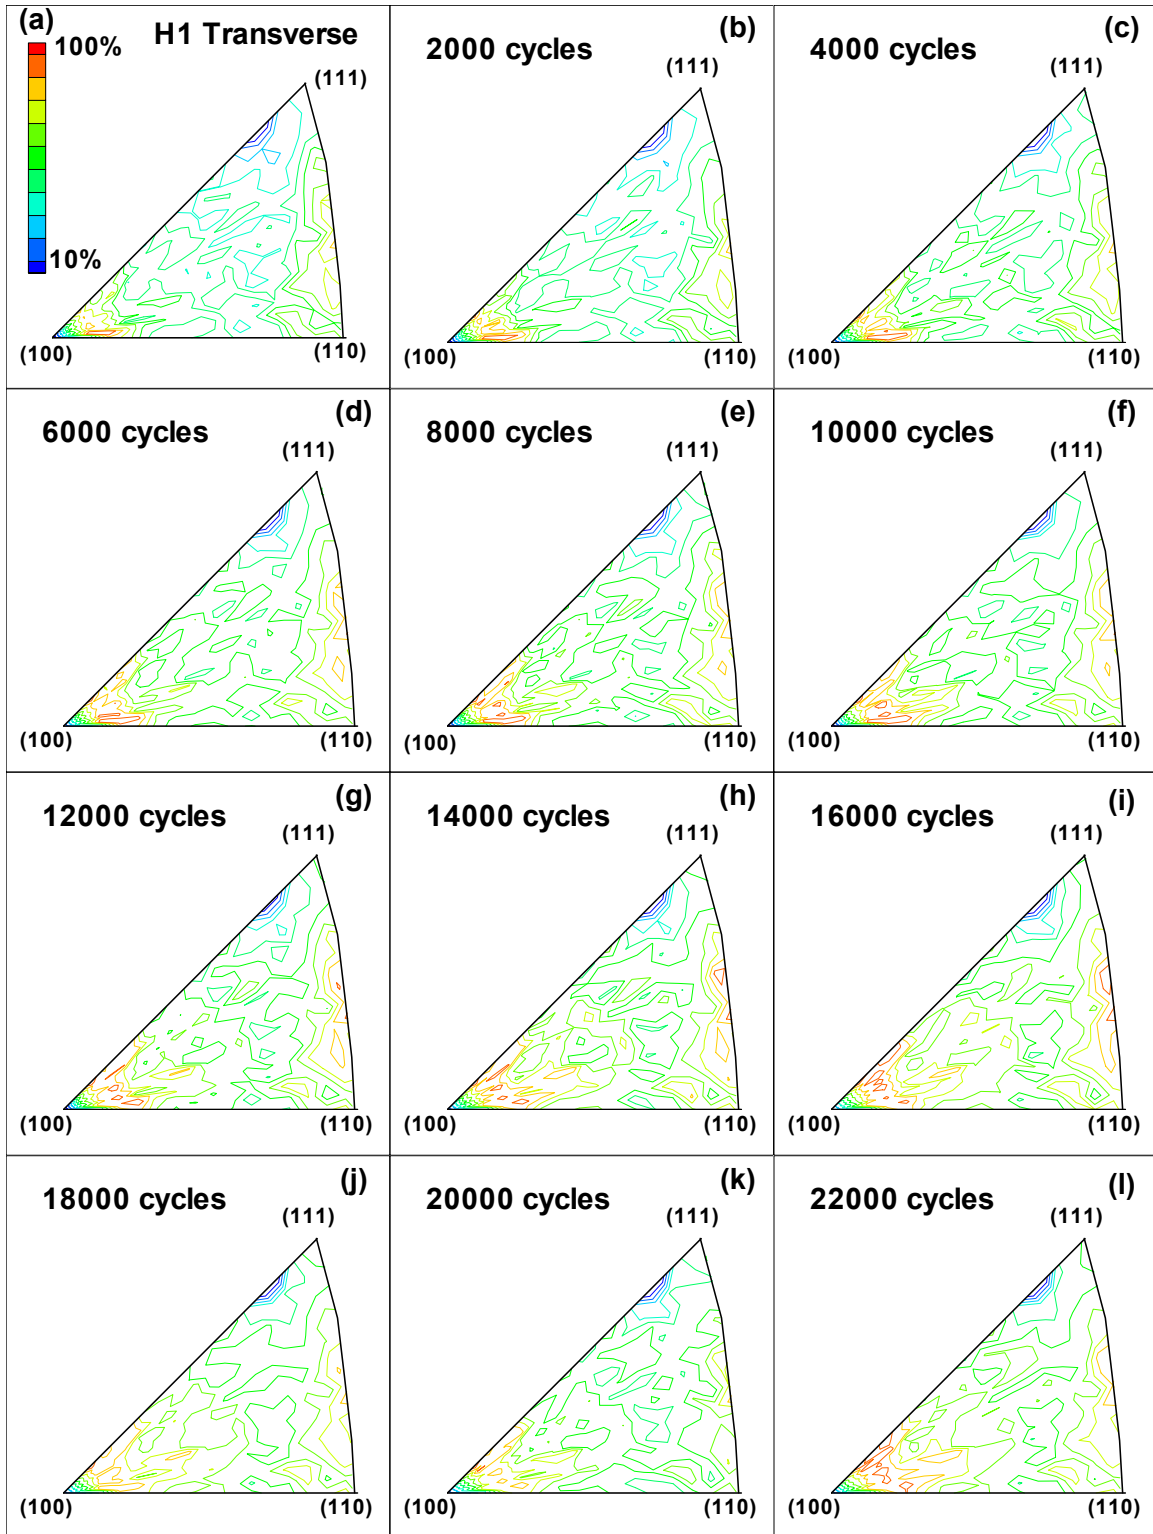 (a)
H1 Transverse
100%
10%
(111)
(100)
(110)
(b)
2000 cycles
(111)
(100)
(110)
(c)
4000 cycles
(111)
(100)
(110)
(d)
6000 cycles
(111)
(100)
(110)
(e)
8000 cycles
(111)
(100)
(110)
(f)
10000 cycles
(111)
(100)
(110)
(g)
12000 cycles
(111)
(100)
(110)
(h)
14000 cycles
(111)
(100)
(110)
(i)
16000 cycles
(111)
(100)
(110)
(j)
18000 cycles
(111)
(100)
(110)
(k)
20000 cycles
(111)
(100)
(110)
(l)
22000 cycles
(111)
(100)
(110)